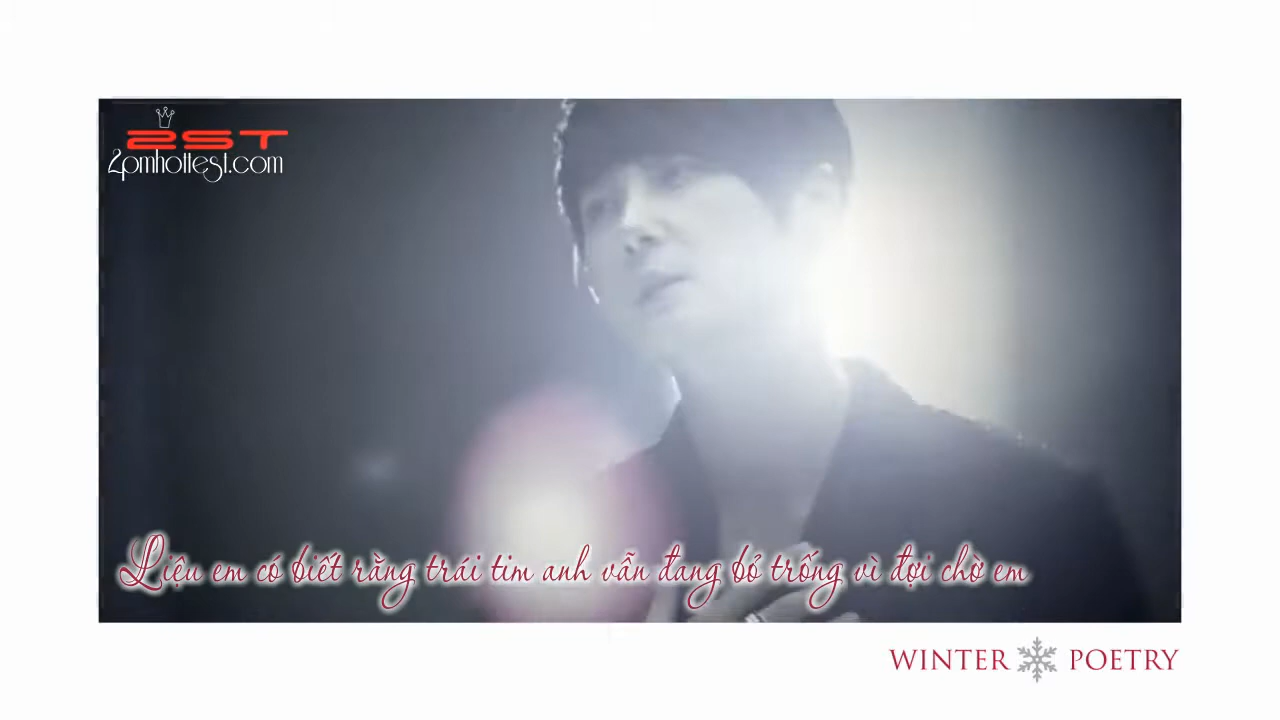 2ST
2pmhottest.com
Liệu em có biết rằng trái tim anh vẫn đang bỏ trống vì đợi chờ em
WINTER POETRY